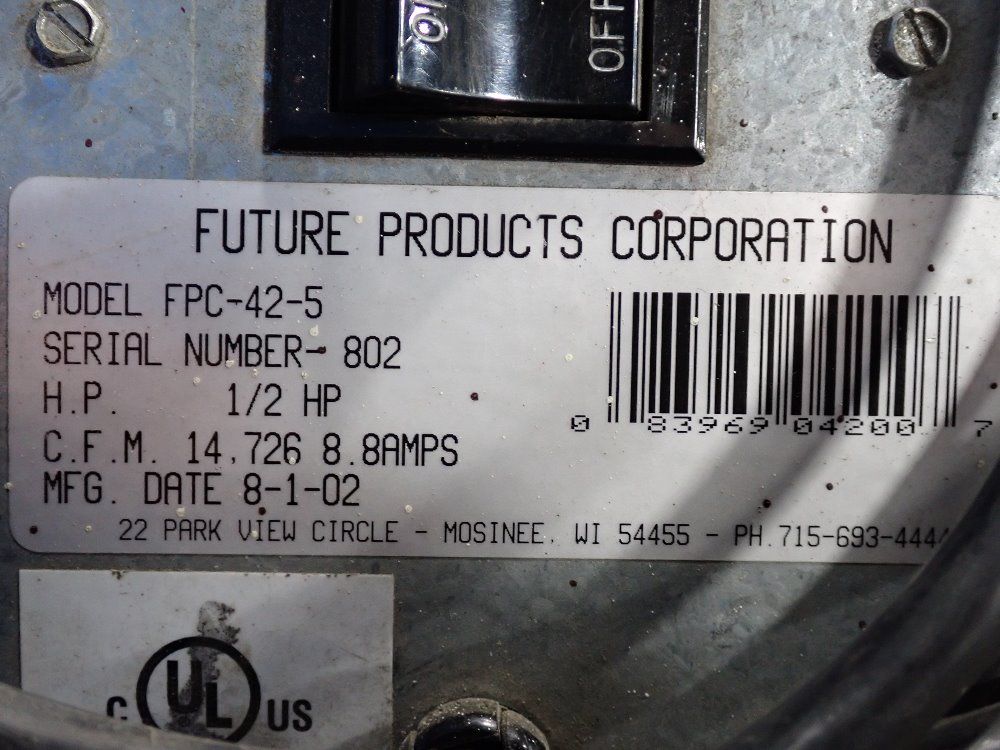 ON OFF
FUTURE PRODUCTS CORPORATION
MODEL FPC-42-5
SERIAL NUMBER- 802
H.P. 1/2 HP
C.F.M. 14,726 8.8AMPS
MFG. DATE 8-1-02
0 83969 04200 7
22 PARK VIEW CIRCLE - MOSINEE, WI 54455 - PH.715-693-444
C UL US